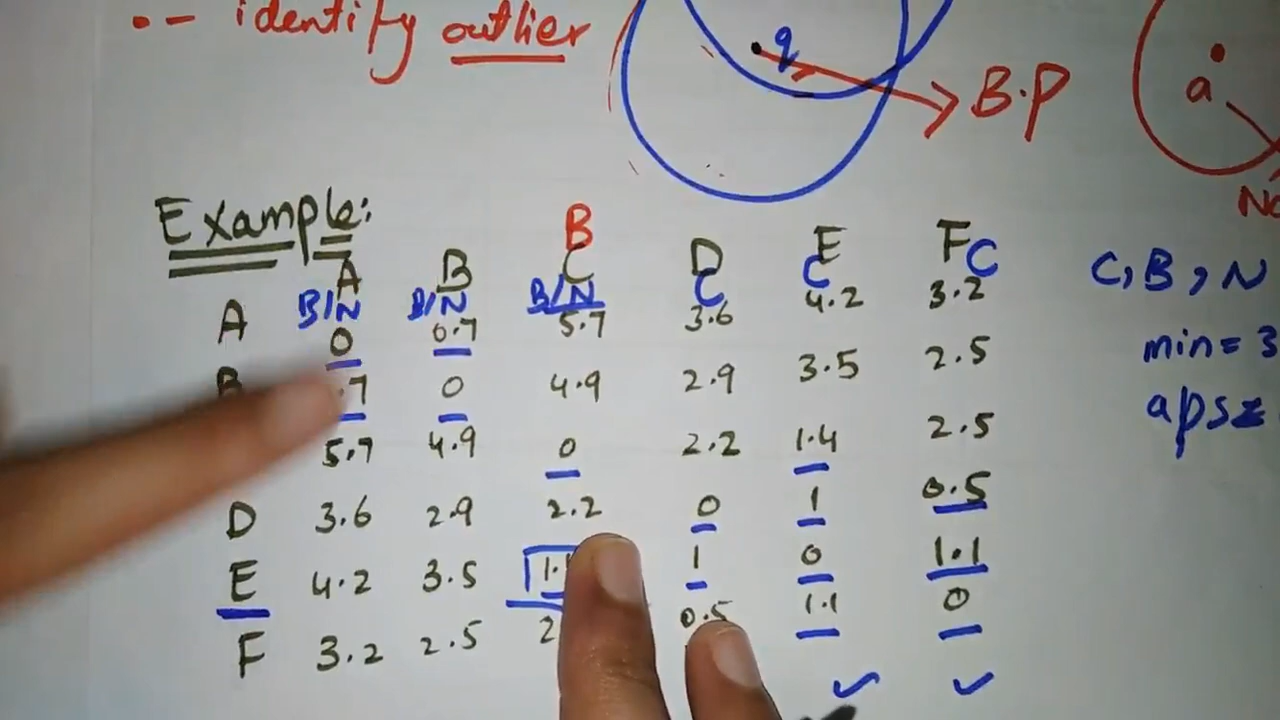 - identify outlier
q
B.P
a
Example:
B
A B C D E F
B/N B/N B/N C C C
A 0 0.7 5.7 3.6 4.2 3.2
C, B, N
B .7 0 4.9 2.9 3.5 2.5
min = 3
5.7 4.9 0 2.2 1.4 2.5
D 3.6 2.9 2.2 0 1 0.5
E 4.2 3.5 1 0 1.1
F 3.2 2.5 2 0.5 1.1 0